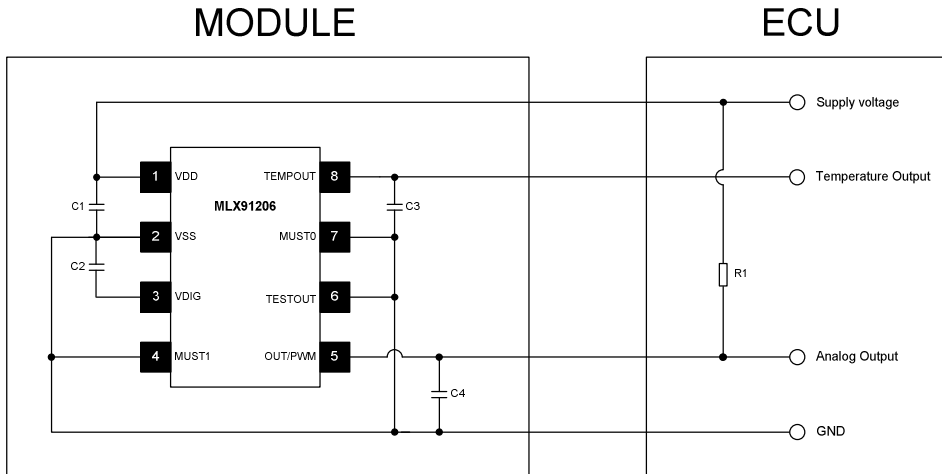 MODULE
ECU
Supply voltage
1 VDD TEMPOUT 8
Temperature Output
MLX91206
C1
C3
2 VSS MUST0 7
C2
R1
3 VDIG TESTOUT 6
4 MUST1 OUT/PWM 5
Analog Output
C4
GND